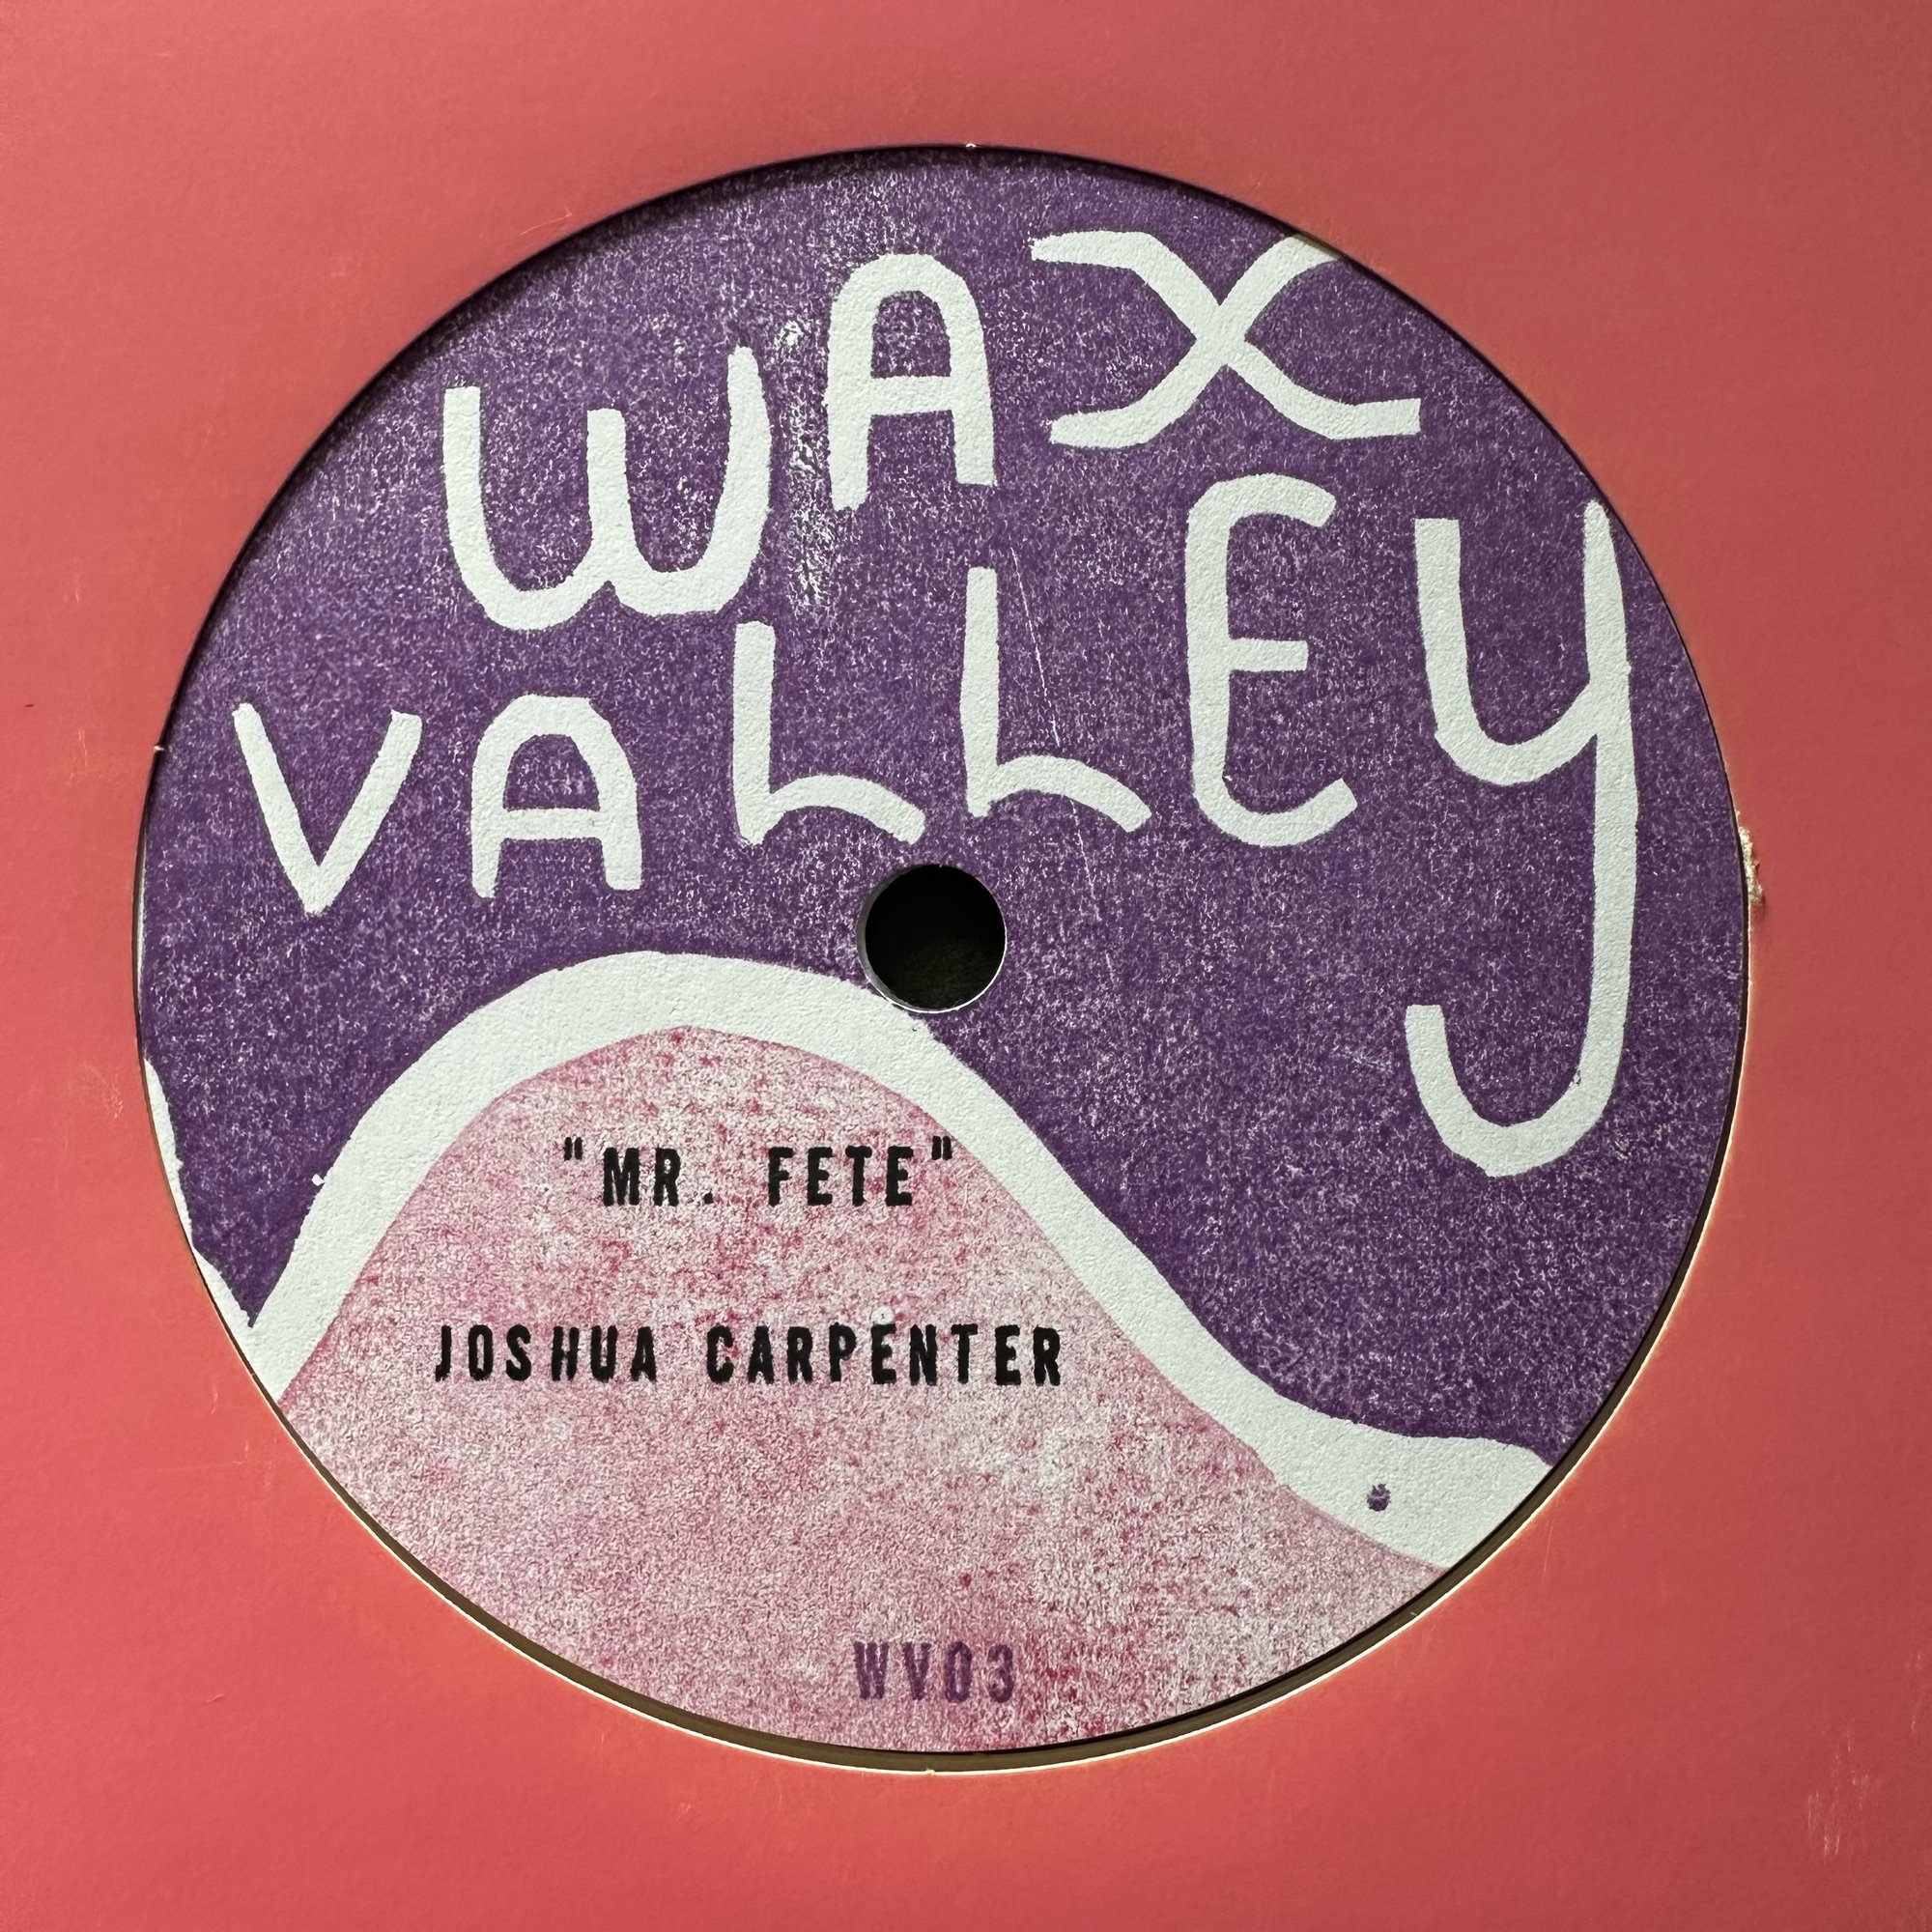 WAX
VALLEY
"MR. FETE"
JOSHUA CARPENTER
WV03